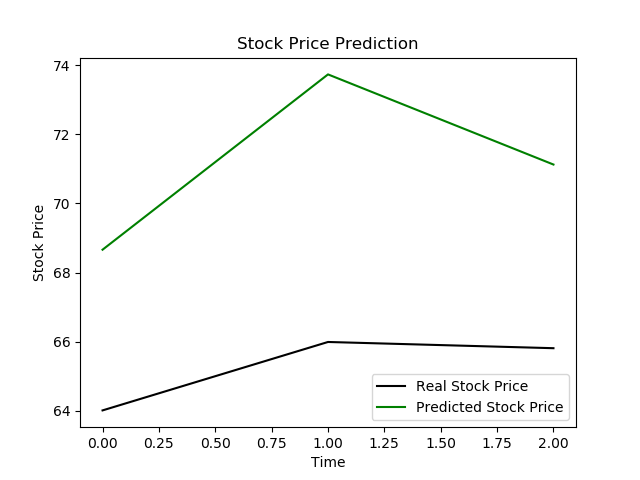 Stock Price Prediction
Stock Price
74
72
70
68
66
64
Real Stock Price
Predicted Stock Price
0.00 0.25 0.50 0.75 1.00 1.25 1.50 1.75 2.00
Time